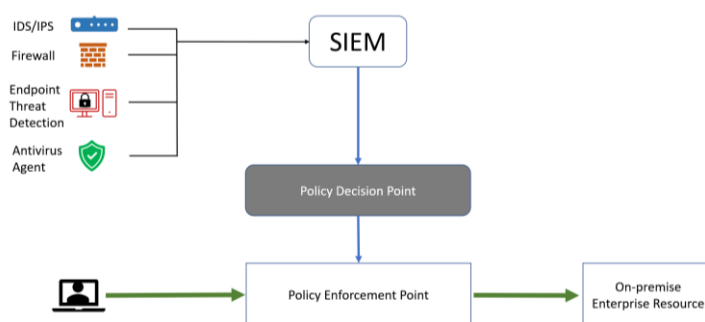 IDS/IPS
SIEM
Firewall
Endpoint
Threat
Detection
Antivirus
Agent
Policy Decision Point
Policy Enforcement Point
On-premise
Enterprise Resource